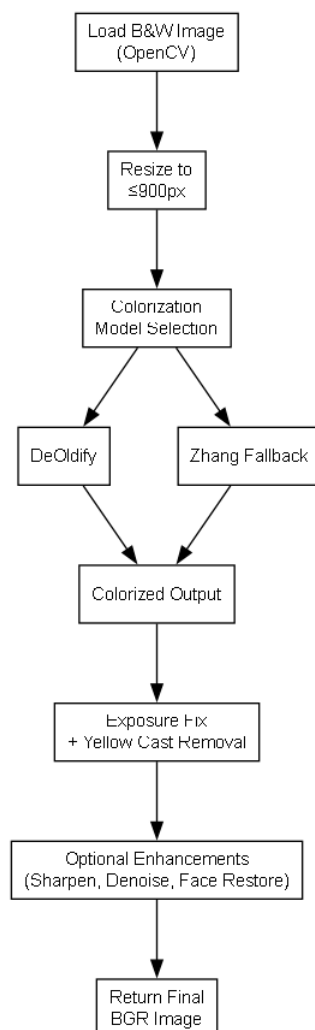 Load B&W Image
(OpenCV)
Resize to
≤900px
Colorization
Model Selection
DeOldify
Zhang Fallback
Colorized Output
Exposure Fix
+ Yellow Cast Removal
Optional Enhancements
(Sharpen, Denoise, Face Restore)
Return Final
BGR Image